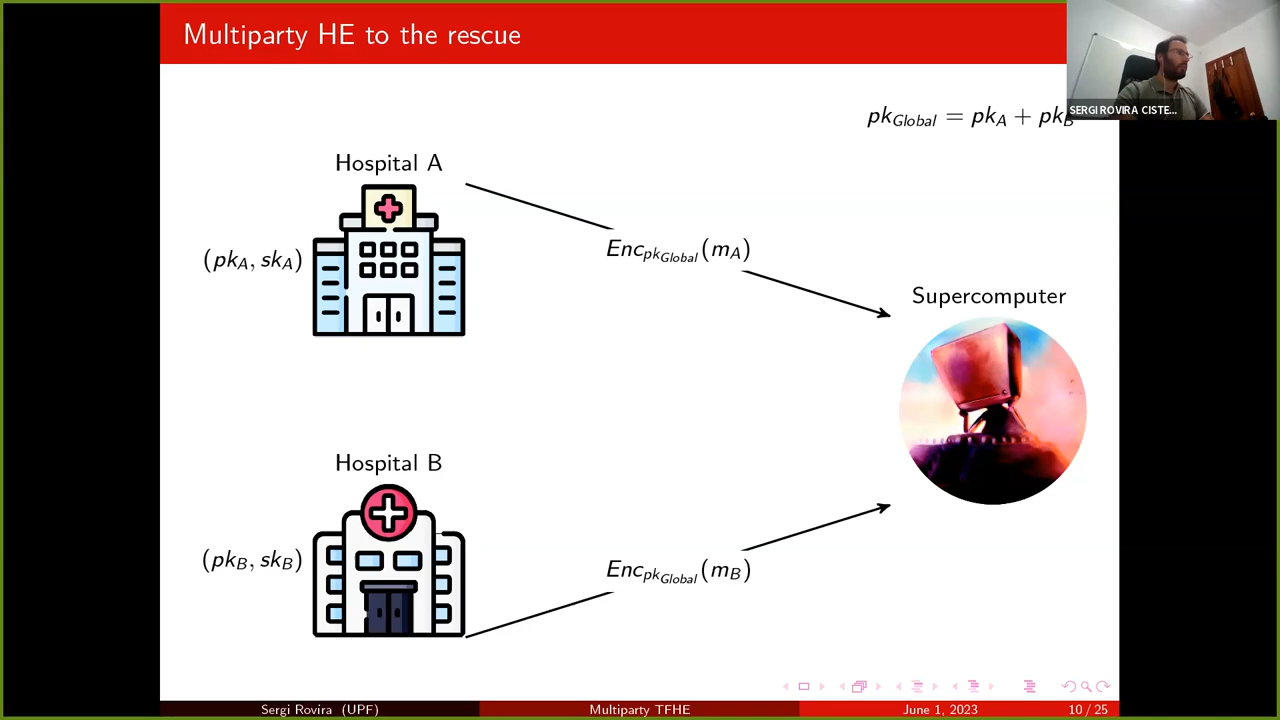 Multiparty HE to the rescue
SERGI ROVIRA CISTE...
pk_Global = pk_A + pk_B
Hospital A
(pk_A, sk_A)
Enc_pk_Global(m_A)
Supercomputer
Hospital B
(pk_B, sk_B)
Enc_pk_Global(m_B)
Sergi Rovira (UPF) Multiparty TFHE June 1, 2023 10 / 25